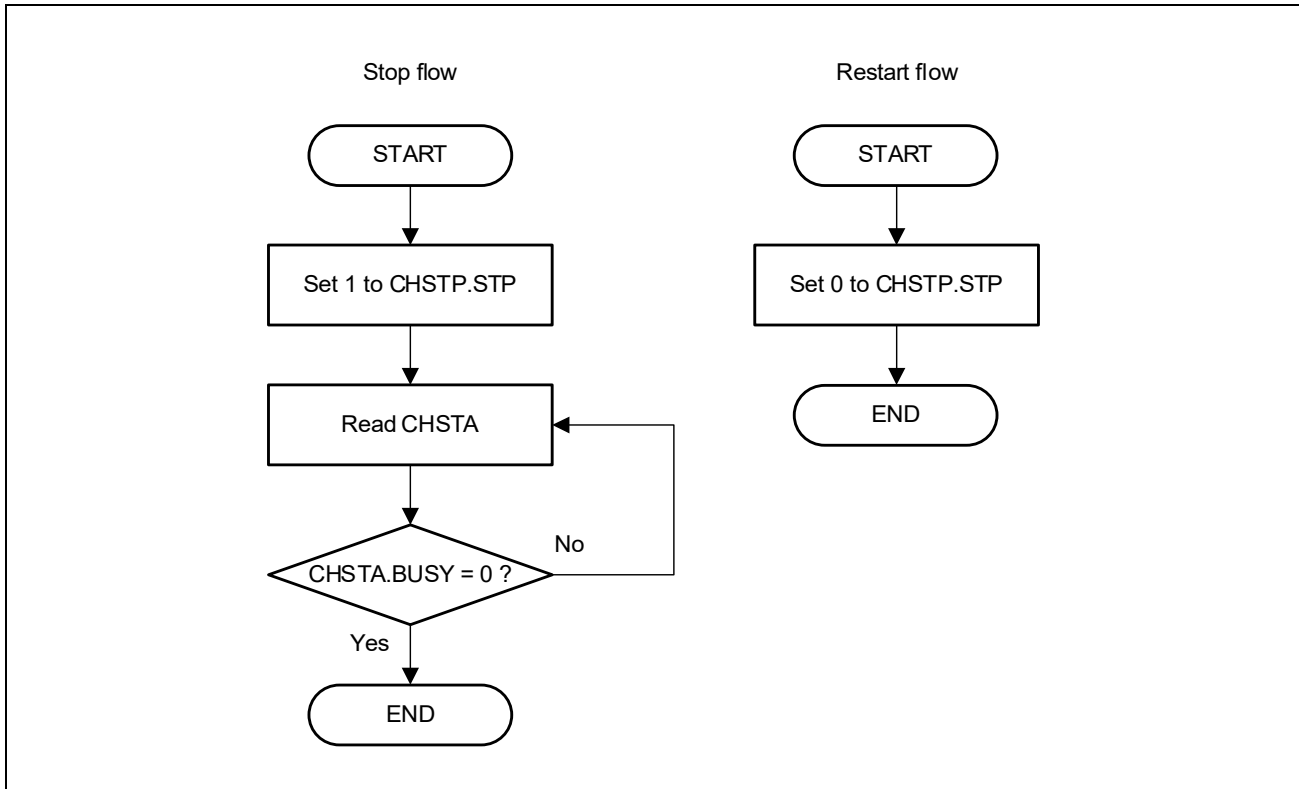 Stop flow
START
Set 1 to CHSTP.STP
Read CHSTA
CHSTA.BUSY = 0 ?
No
Yes
END
Restart flow
START
Set 0 to CHSTP.STP
END